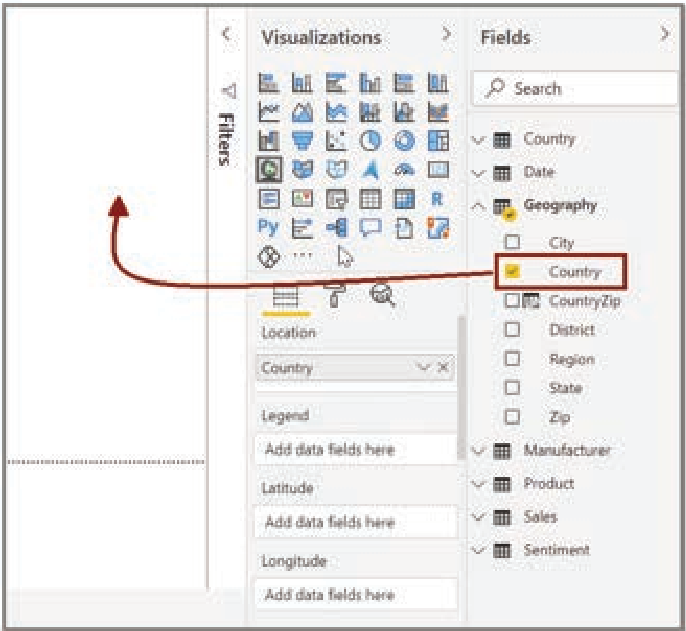 Visualizations
Fields
Filters
Search
R
Py
Country
Date
Geography
City
Country
CountryZip
District
Region
State
Zip
Manufacturer
Product
Sales
Sentiment
Location
Country
Legend
Add data fields here
Latitude
Add data fields here
Longitude
Add data fields here